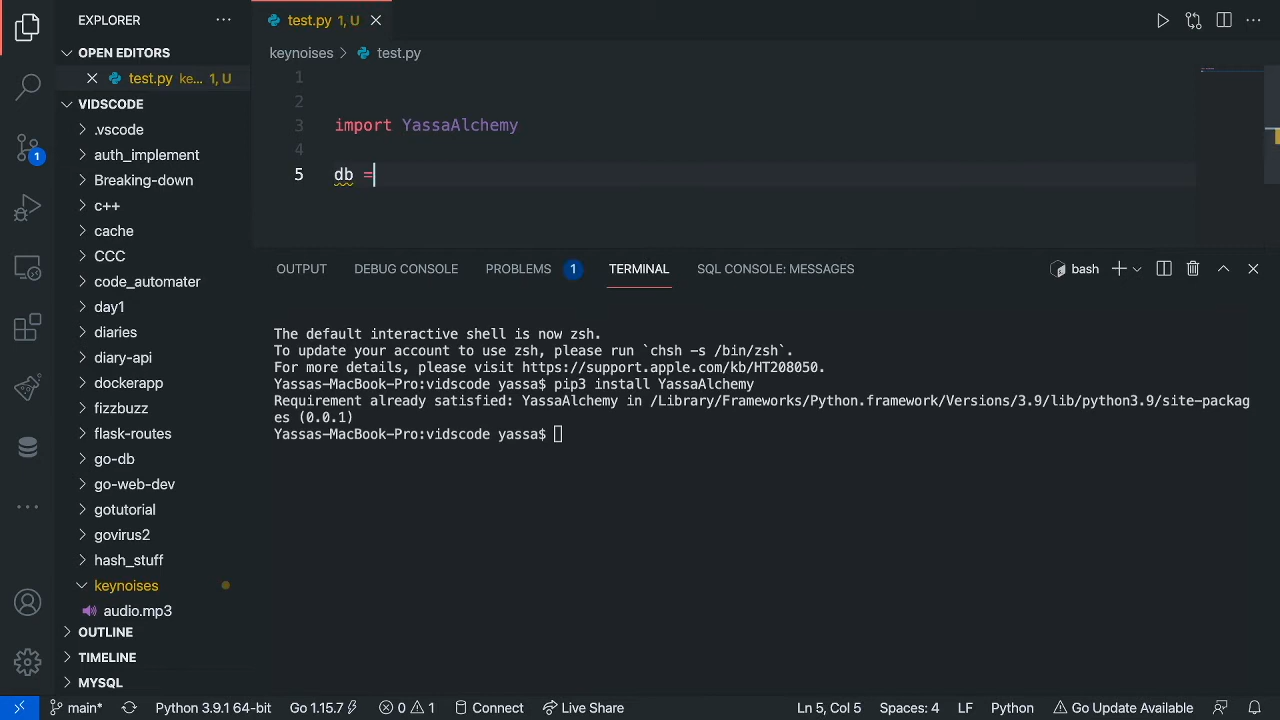 EXPLORER
OPEN EDITORS
test.py ke... 1, U
VIDSCODE
.vscode
auth_implement
Breaking-down
c++
cache
CCC
code_automater
day1
diaries
diary-api
dockerapp
fizzbuzz
flask-routes
go-db
go-web-dev
gotutorial
govirus2
hash_stuff
keynoises
audio.mp3
OUTLINE
TIMELINE
MYSQL
1
test.py 1, U
keynoises > test.py
1
2
3 import YassaAlchemy
4
5 db =
OUTPUT DEBUG CONSOLE PROBLEMS 1 TERMINAL SQL CONSOLE: MESSAGES bash
The default interactive shell is now zsh.
To update your account to use zsh, please run `chsh -s /bin/zsh`.
For more details, please visit https://support.apple.com/kb/HT208050.
Yassas-MacBook-Pro:vidscode yassa$ pip3 install YassaAlchemy
Requirement already satisfied: YassaAlchemy in /Library/Frameworks/Python.framework/Versions/3.9/lib/python3.9/site-packag
es (0.0.1)
Yassas-MacBook-Pro:vidscode yassa$
main* Python 3.9.1 64-bit Go 1.15.7 0 1 Connect Live Share Ln 5, Col 5 Spaces: 4 LF Python Go Update Available